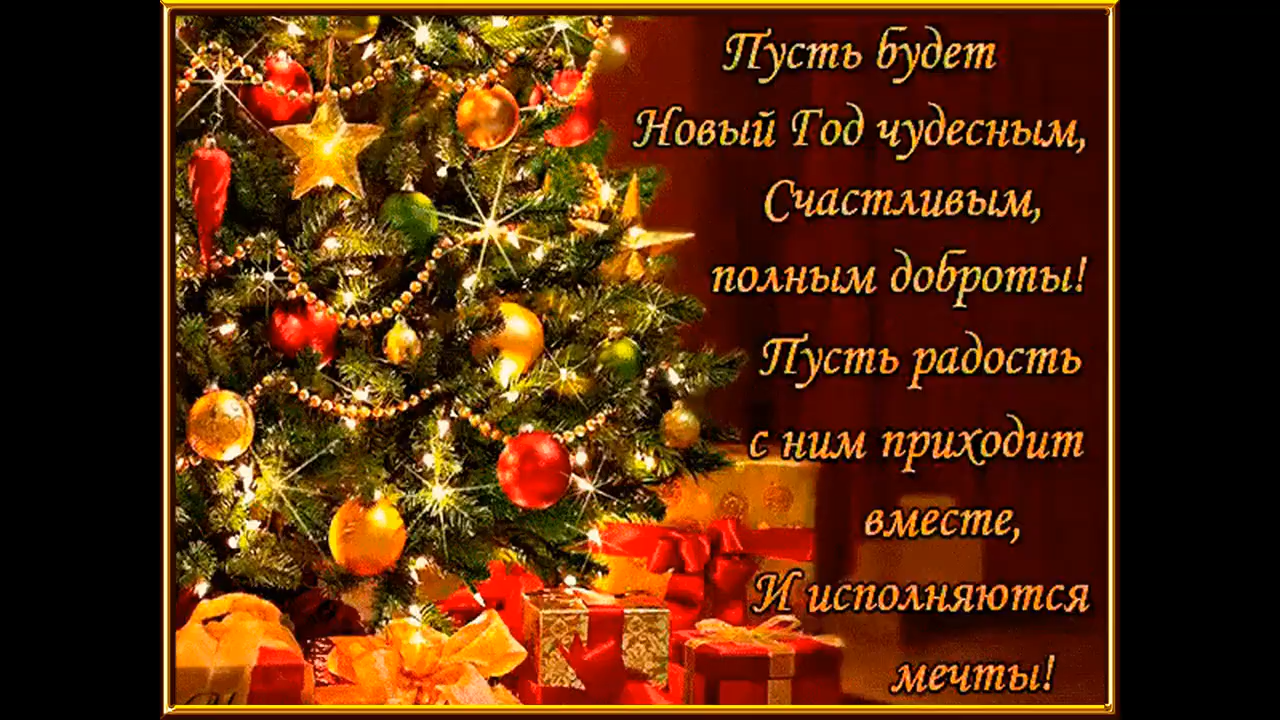 Пусть будет
Новый Год чудесным,
Счастливым,
полным доброты!
Пусть радость
с ним приходит
вместе,
И исполняются
мечты!